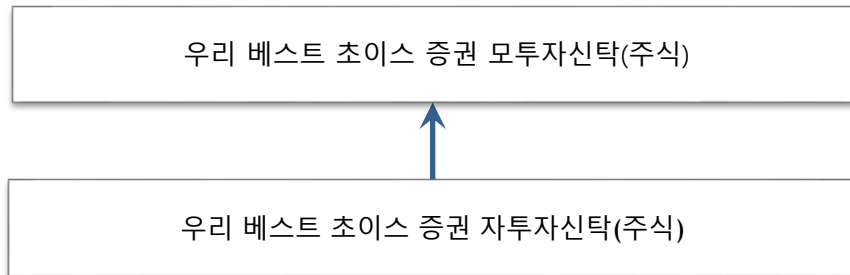 우리 베스트 초이스 증권 모투자신탁(주식)
우리 베스트 초이스 증권 자투자신탁(주식)